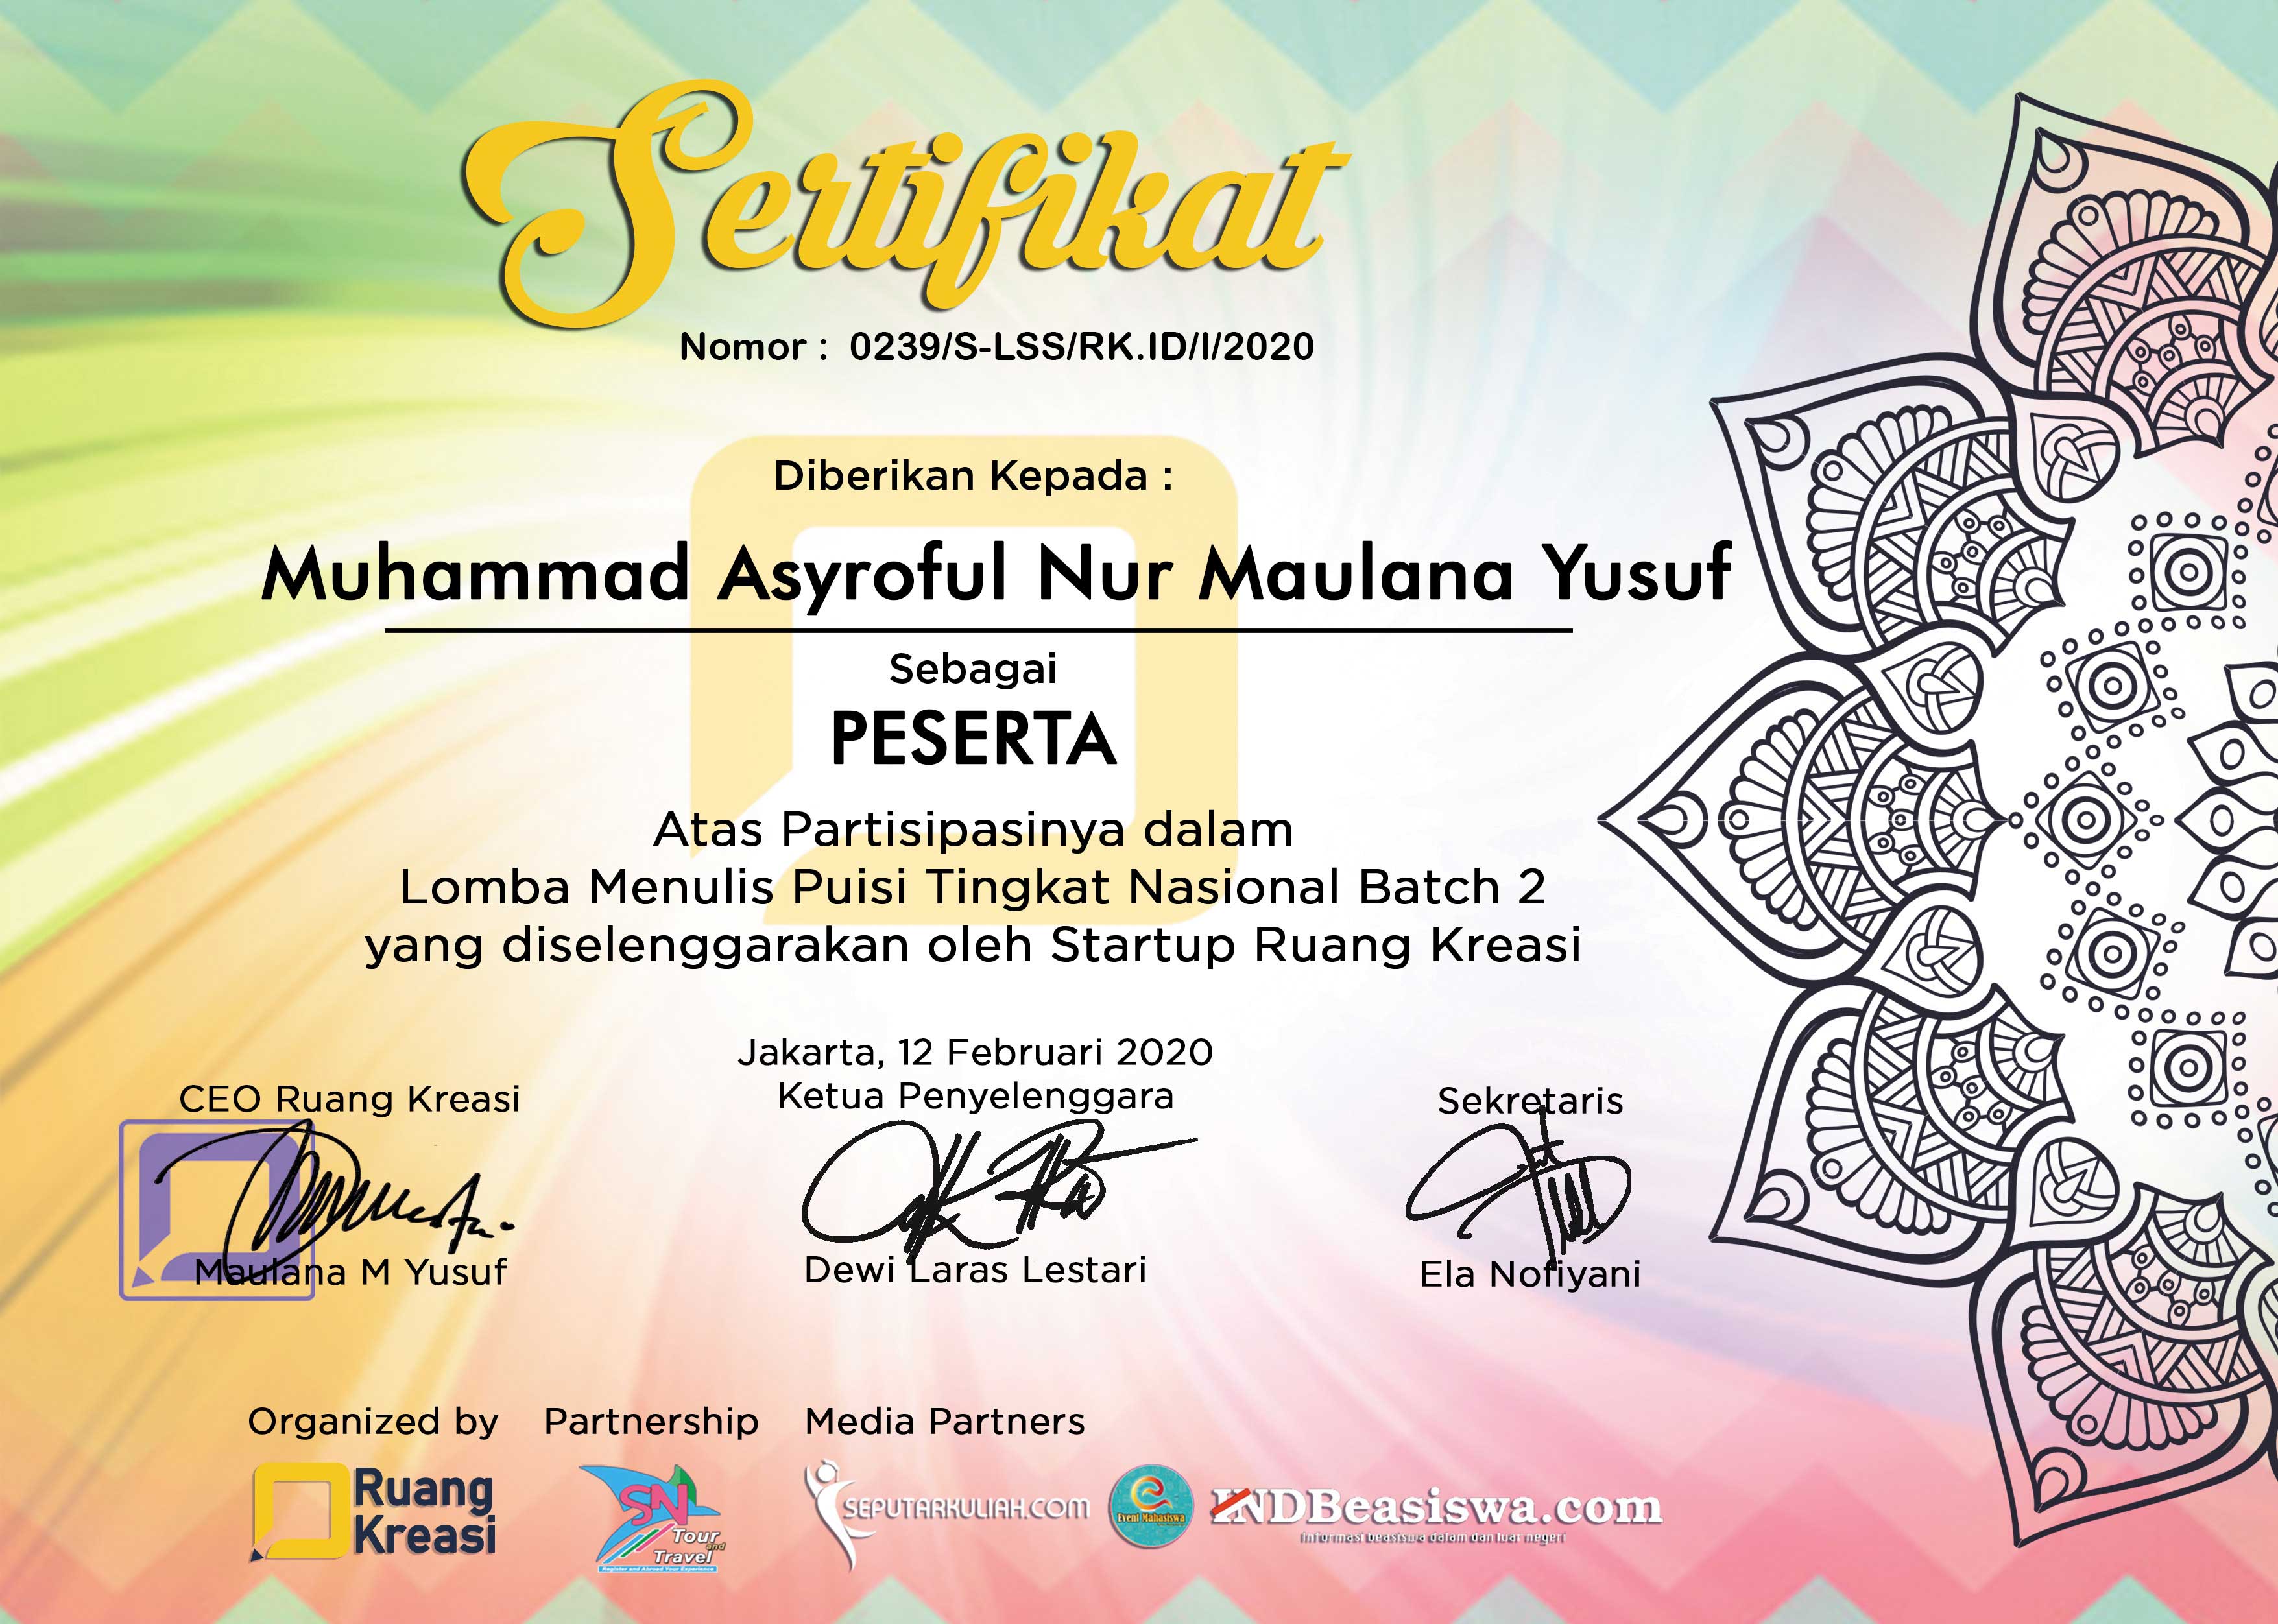 Sertifikat
Nomor : 0239/S-LSS/RK.ID/I/2020
Diberikan Kepada :
Muhammad Asyroful Nur Maulana Yusuf
Sebagai
PESERTA
Atas Partisipasinya dalam
Lomba Menulis Puisi Tingkat Nasional Batch 2
yang diselenggarakan oleh Startup Ruang Kreasi
Jakarta, 12 Februari 2020
CEO Ruang Kreasi
Ketua Penyelenggara
Sekretaris
Maulana M Yusuf
Dewi Laras Lestari
Ela Nofiyani
Organized by
Partnership
Media Partners
Ruang
Kreasi
SN
Tour
and
Travel
Register and Abroad Your Experience
SEPUTARKULIAH.COM
e
Event Mahasiswa
INDBeasiswa.com
Informasi beasiswa dalam dan luar negeri